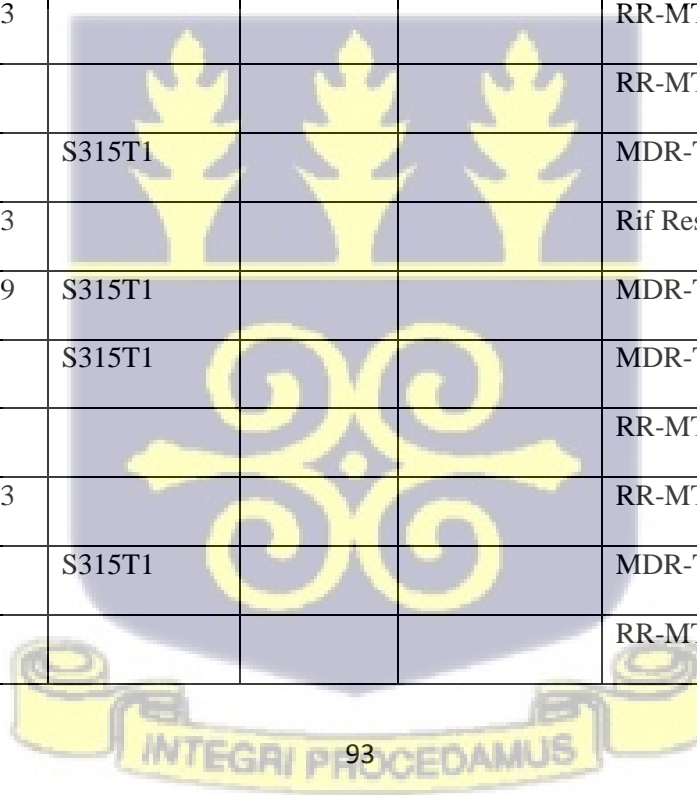 3 RR-MT
RR-MT
S315T1 MDR-T
3 Rif Res
9 S315T1 MDR-T
S315T1 MDR-T
RR-MT
3 RR-MT
S315T1 MDR-T
RR-MT
93
INTEGRI PROCEDAMUS